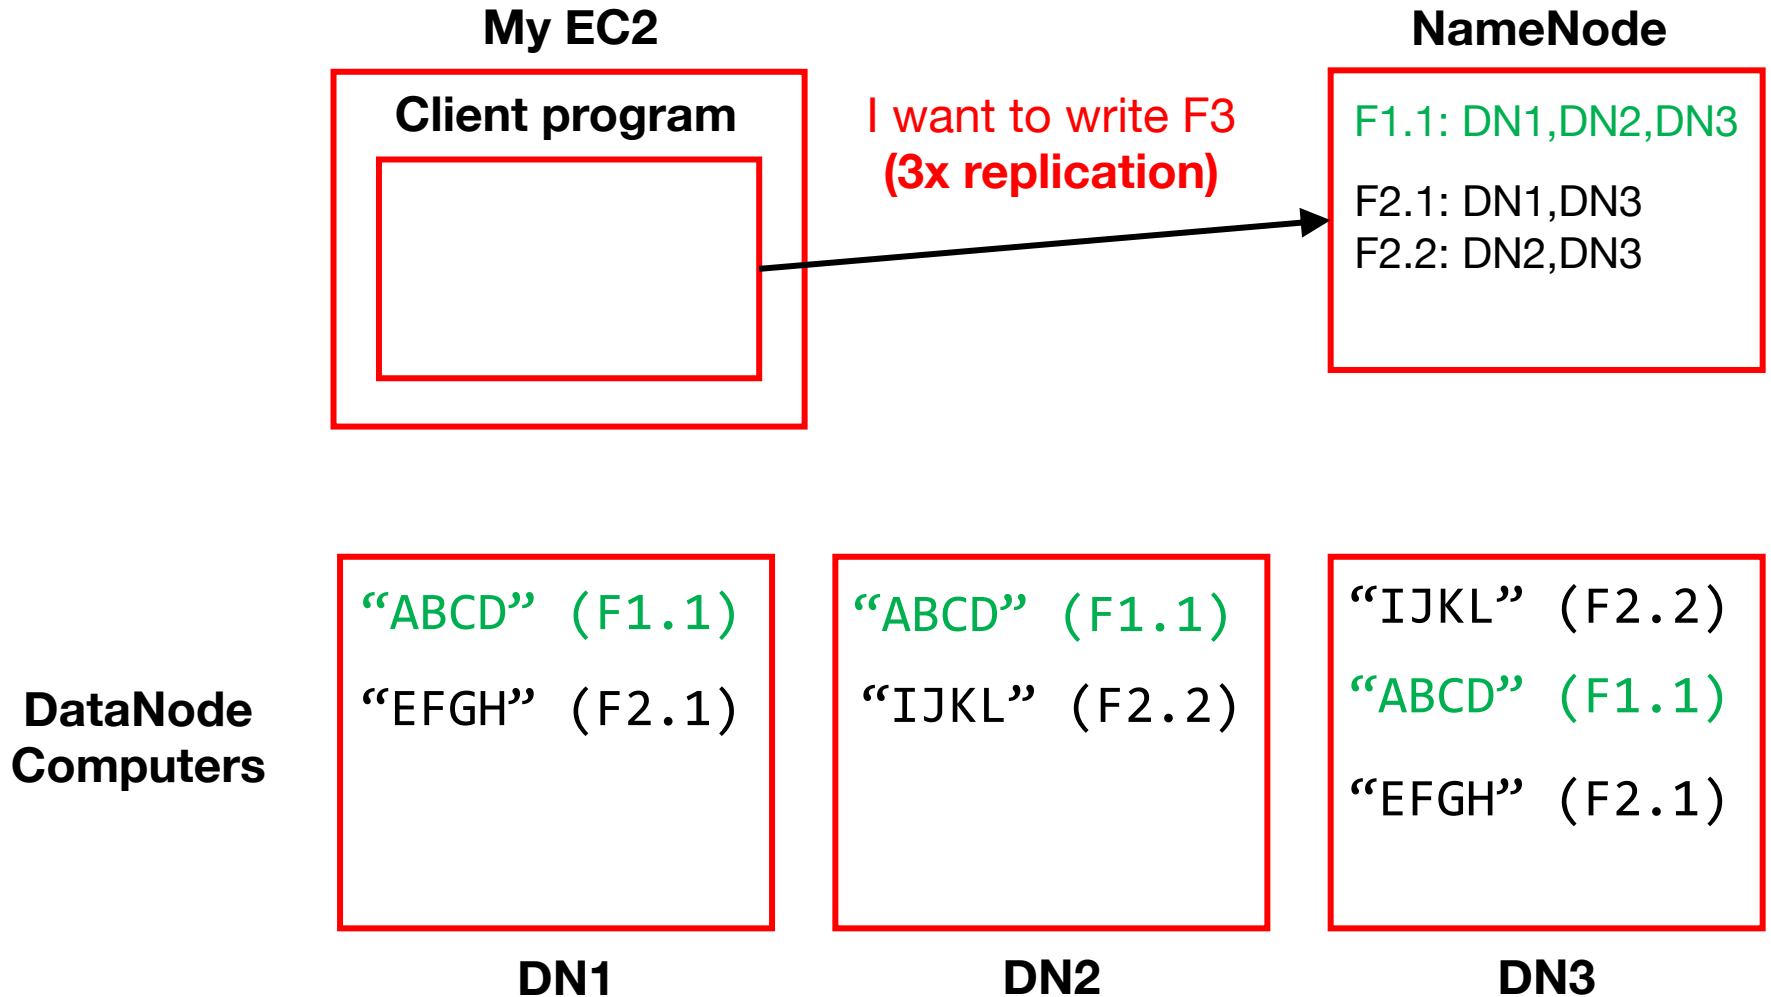 My EC2
NameNode
Client program
I want to write F3
(3x replication)
F1.1: DN1,DN2,DN3
F2.1: DN1,DN3
F2.2: DN2,DN3
DataNode
Computers
“ABCD” (F1.1)
“EFGH” (F2.1)
DN1
“ABCD” (F1.1)
“IJKL” (F2.2)
DN2
“IJKL” (F2.2)
“ABCD” (F1.1)
“EFGH” (F2.1)
DN3